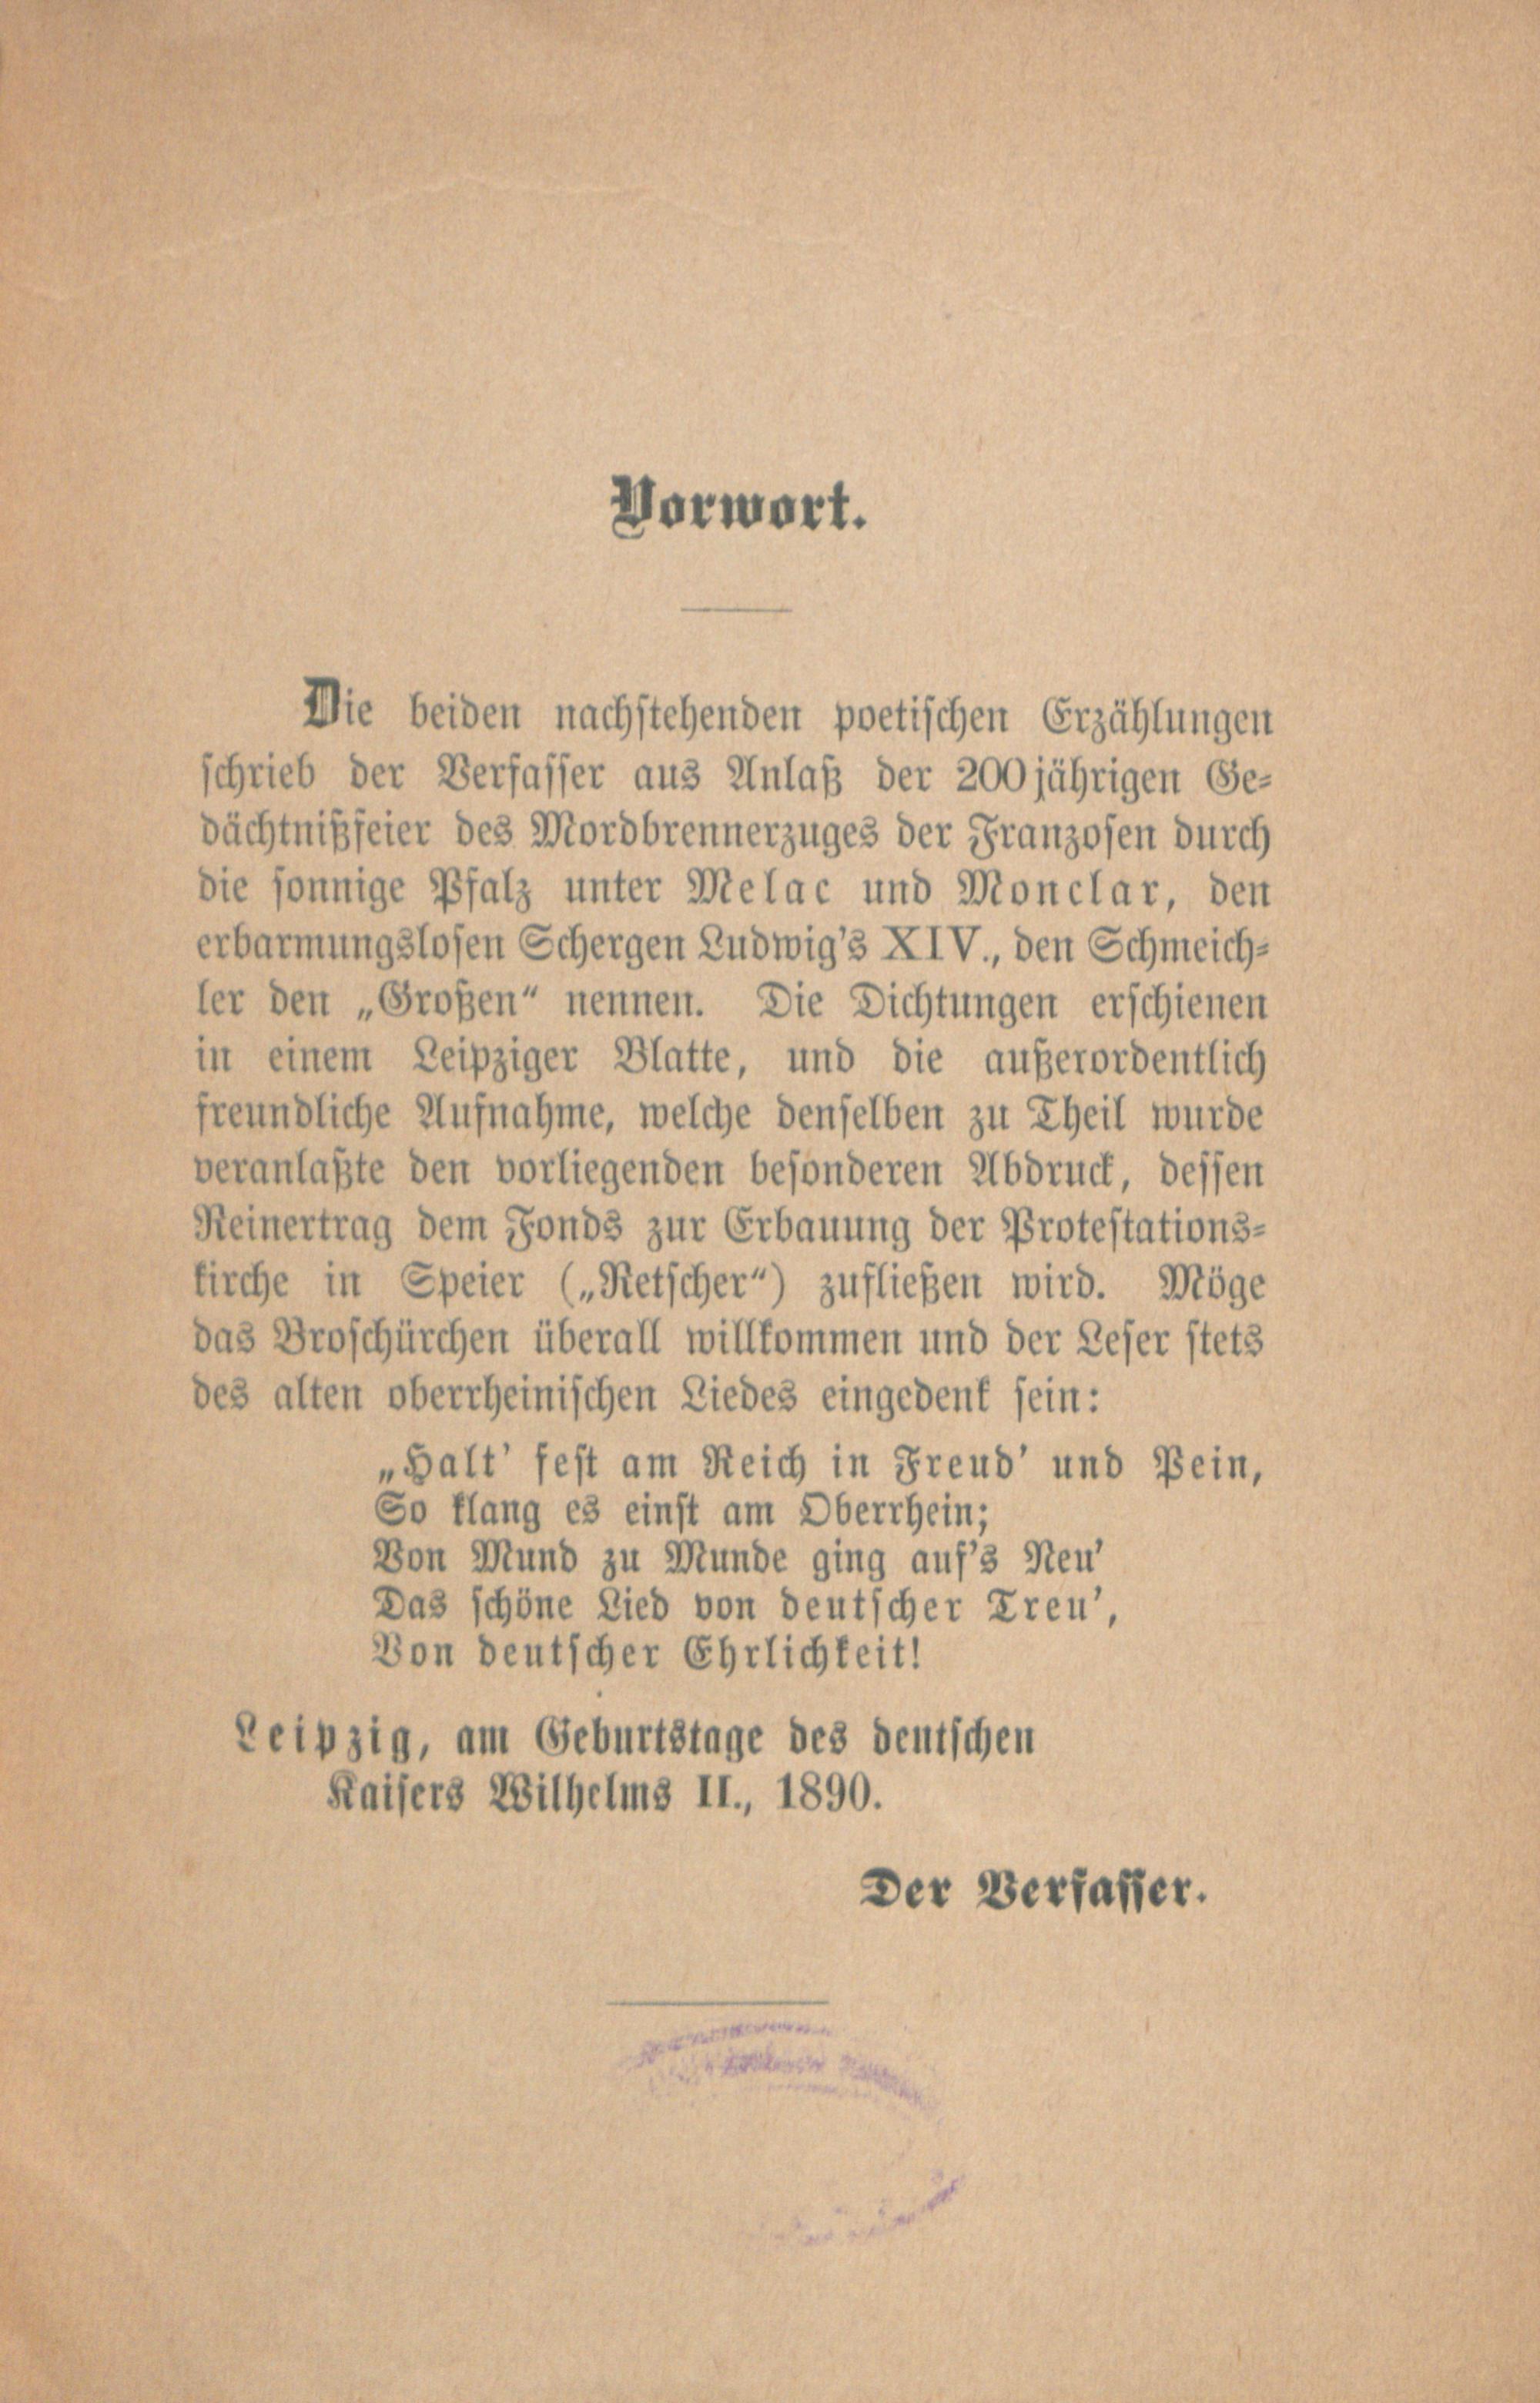 Vorwort.
Die beiden nachstehenden poetischen Erzählungen
schrieb der Verfasser aus Anlaß der 200jährigen Ge-
dächtnißfeier des Mordbrennerzuges der Franzosen durch
die sonnige Pfalz unter Melac und Monclar, den
erbarmungslosen Schergen Ludwig's XIV., den Schmeich-
ler den „Großen“ nennen. Die Dichtungen erschienen
in einem Leipziger Blatte, und die außerordentlich
freundliche Aufnahme, welche denselben zu Theil wurde
veranlaßte den vorliegenden besonderen Abdruck, dessen
Reinertrag dem Fonds zur Erbauung der Protestations-
kirche in Speier („Retscher“) zufließen wird. Möge
das Broschürchen überall willkommen und der Leser stets
des alten oberrheinischen Liedes eingedenk sein:
„Halt' fest am Reich in Freud' und Pein,
So klang es einst am Oberrhein;
Von Mund zu Munde ging auf's Neu'
Das schöne Lied von deutscher Treu',
Von deutscher Ehrlichkeit!
Leipzig, am Geburtstage des deutschen
Kaisers Wilhelms II., 1890.
Der Verfasser.